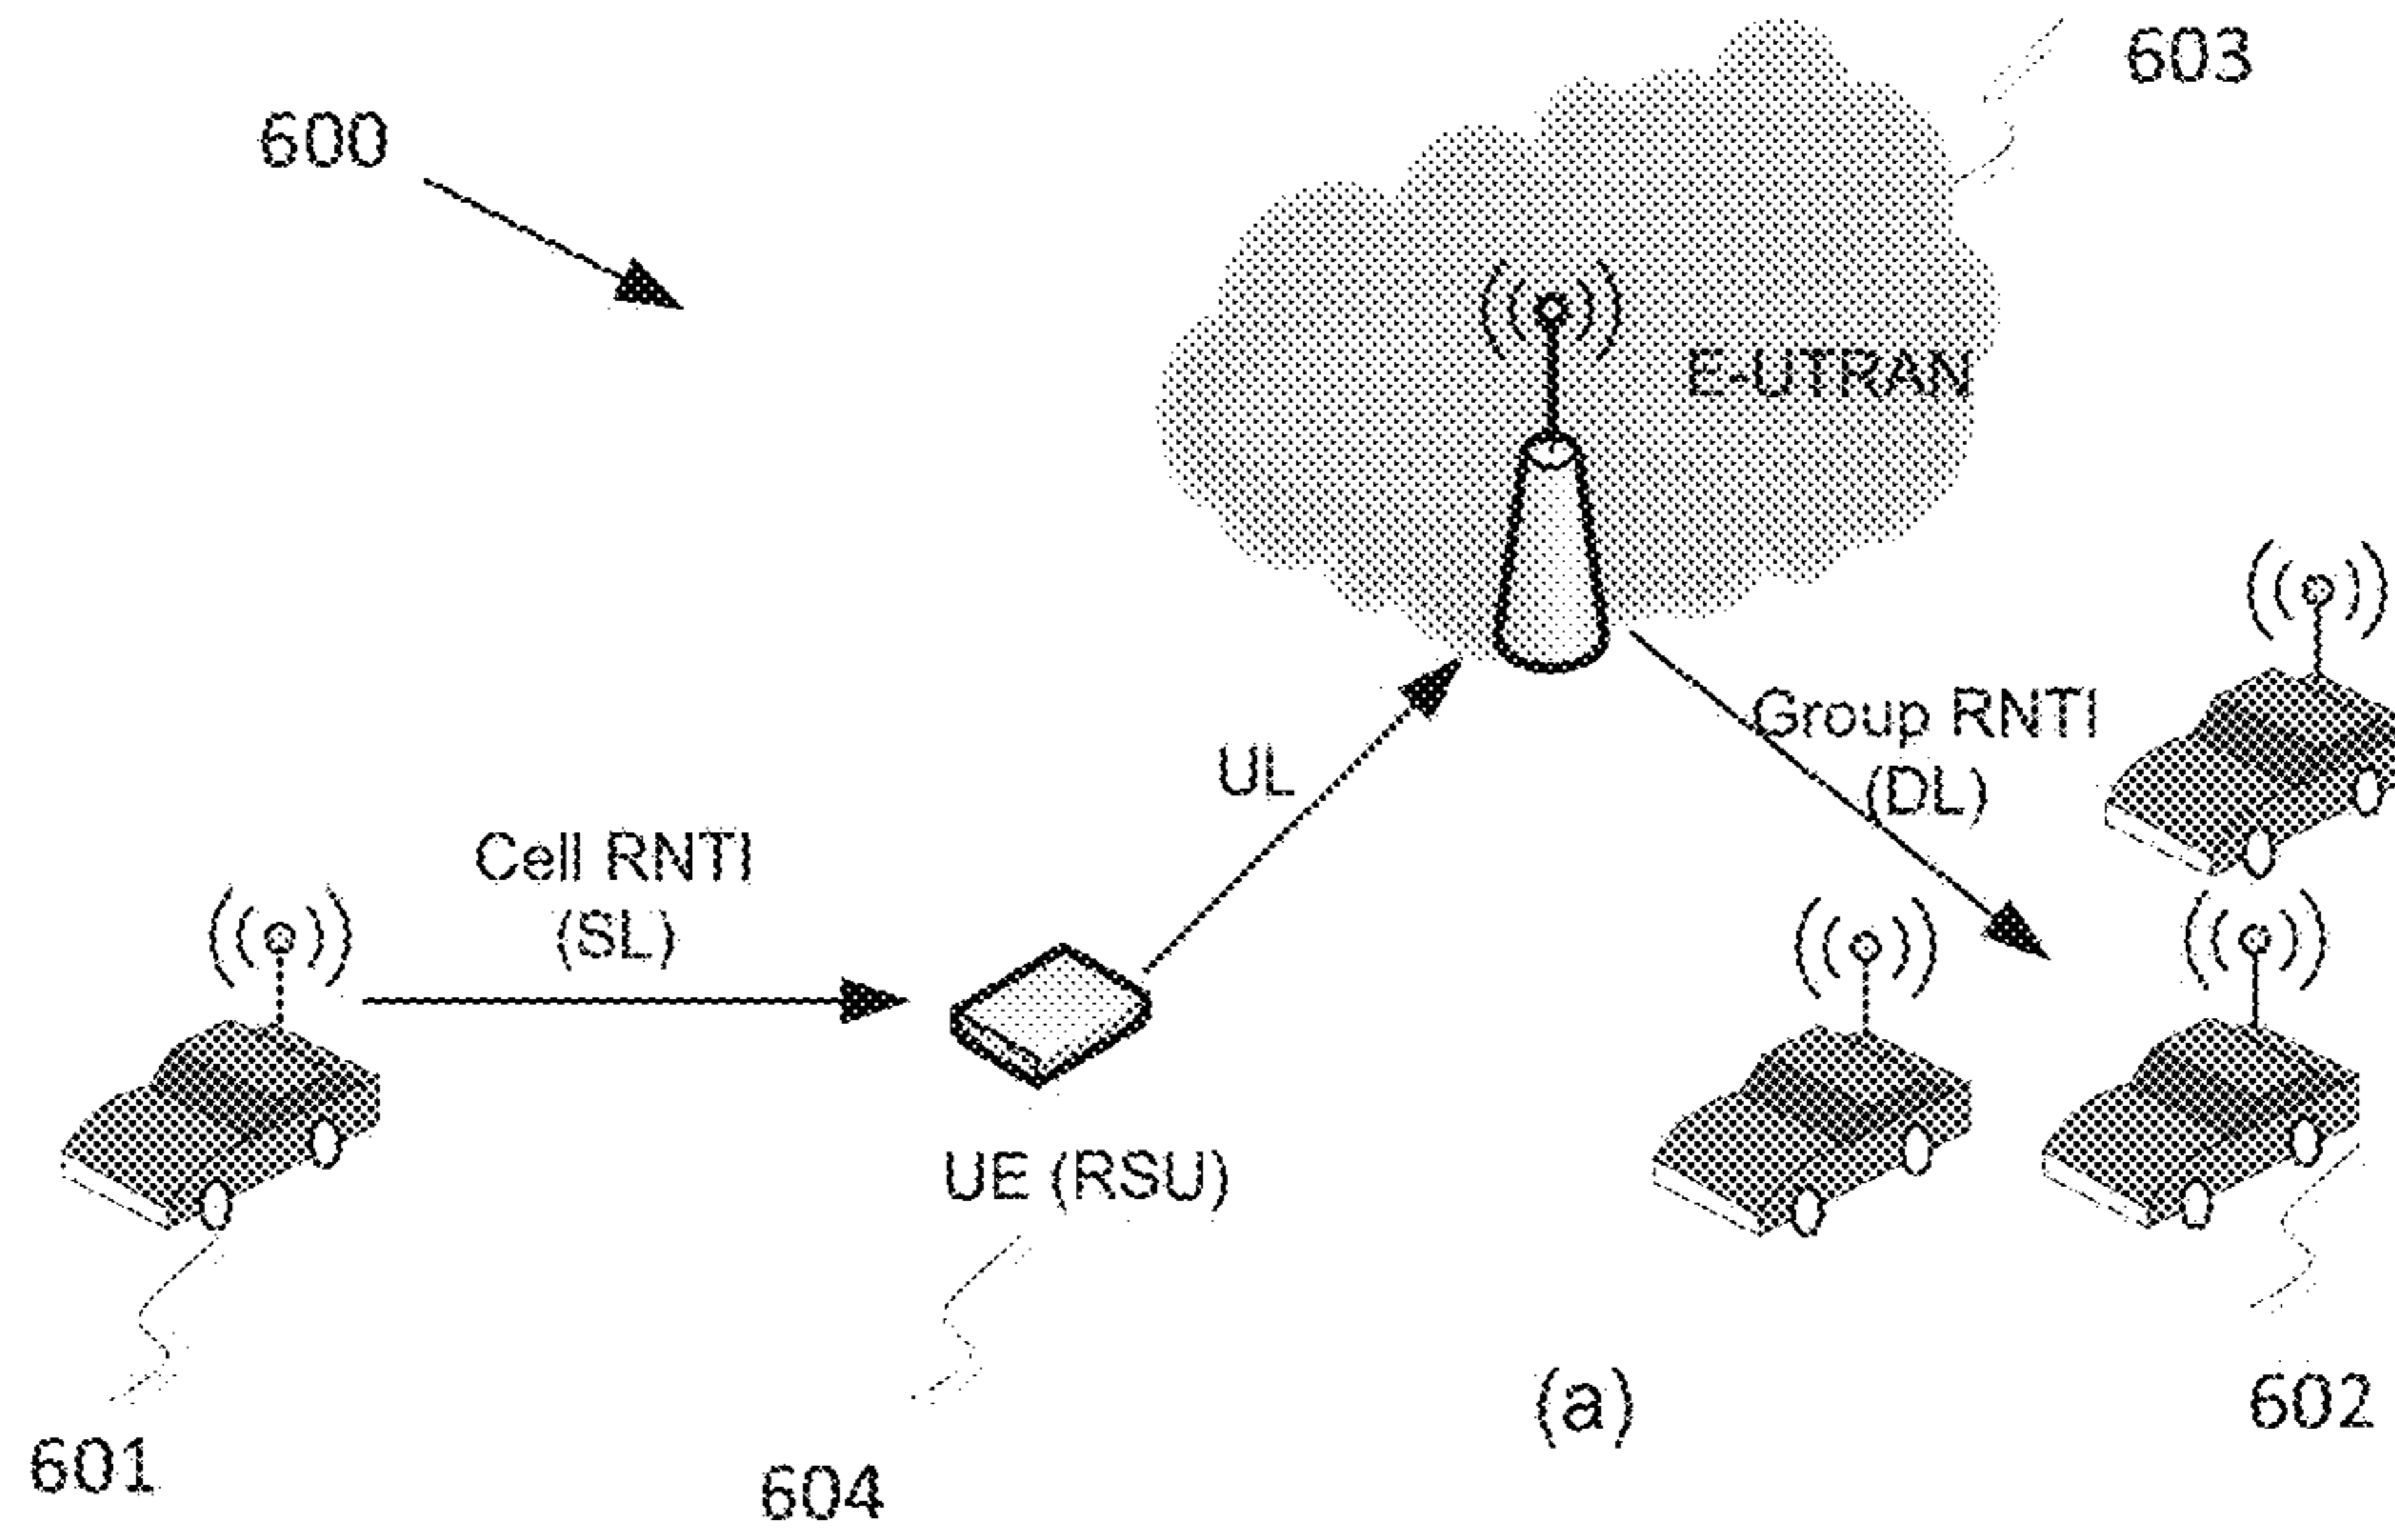 603
600
E-UTRAN
Group RNTI
(DL)
UL
Cell RNTI
(SL)
UE (RSU)
(a)
602
601
604